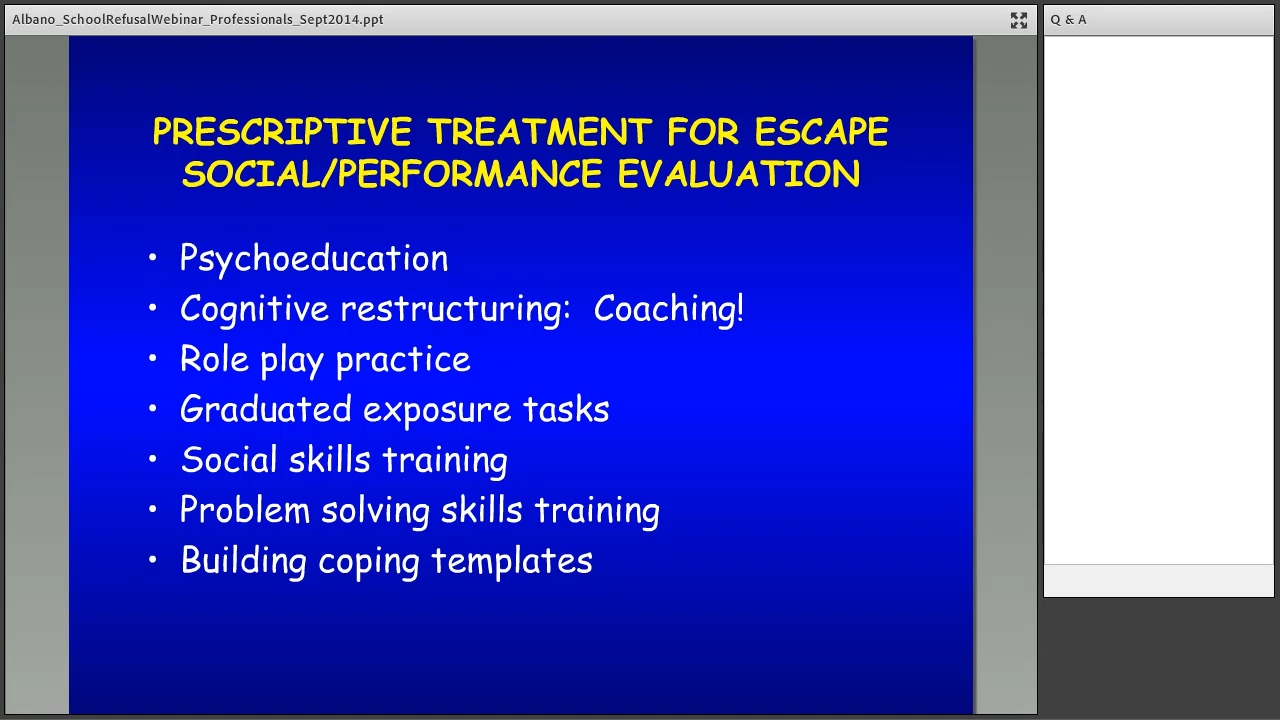 Albano_SchoolRefusalWebinar_Professionals_Sept2014.ppt
Q & A
PRESCRIPTIVE TREATMENT FOR ESCAPE
SOCIAL/PERFORMANCE EVALUATION
• Psychoeducation
• Cognitive restructuring:  Coaching!
• Role play practice
• Graduated exposure tasks
• Social skills training
• Problem solving skills training
• Building coping templates